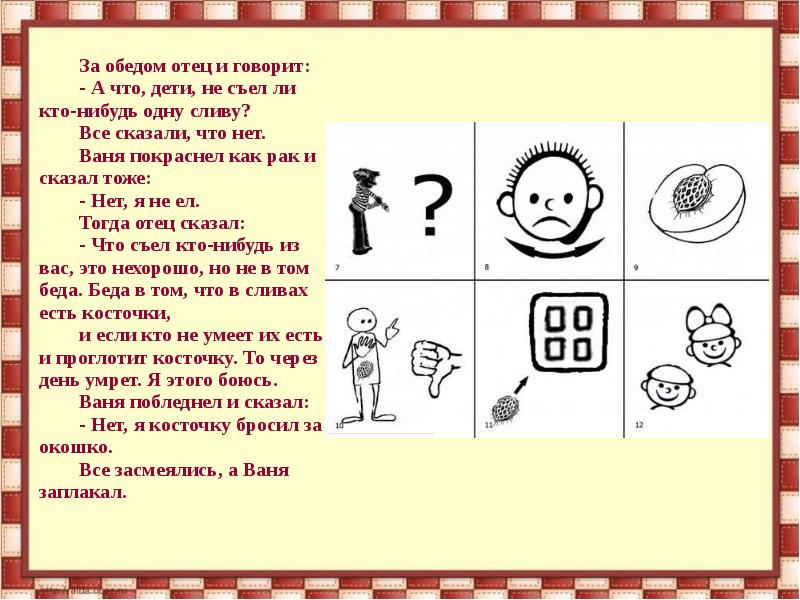 За обедом отец и говорит:
- А что, дети, не съел ли
кто-нибудь одну сливу?
Все сказали, что нет.
Ваня покраснел как рак и
сказал тоже:
- Нет, я не ел.
Тогда отец сказал:
- Что съел кто-нибудь из
вас, это нехорошо, но не в том
беда. Беда в том, что в сливах
есть косточки,
и если кто не умеет их есть
и проглотит косточку. То через
день умрет. Я этого боюсь.
Ваня побледнел и сказал:
- Нет, я косточку бросил за
окошко.
Все засмеялись, а Ваня
заплакал.
?
7
8
9
10
11
12